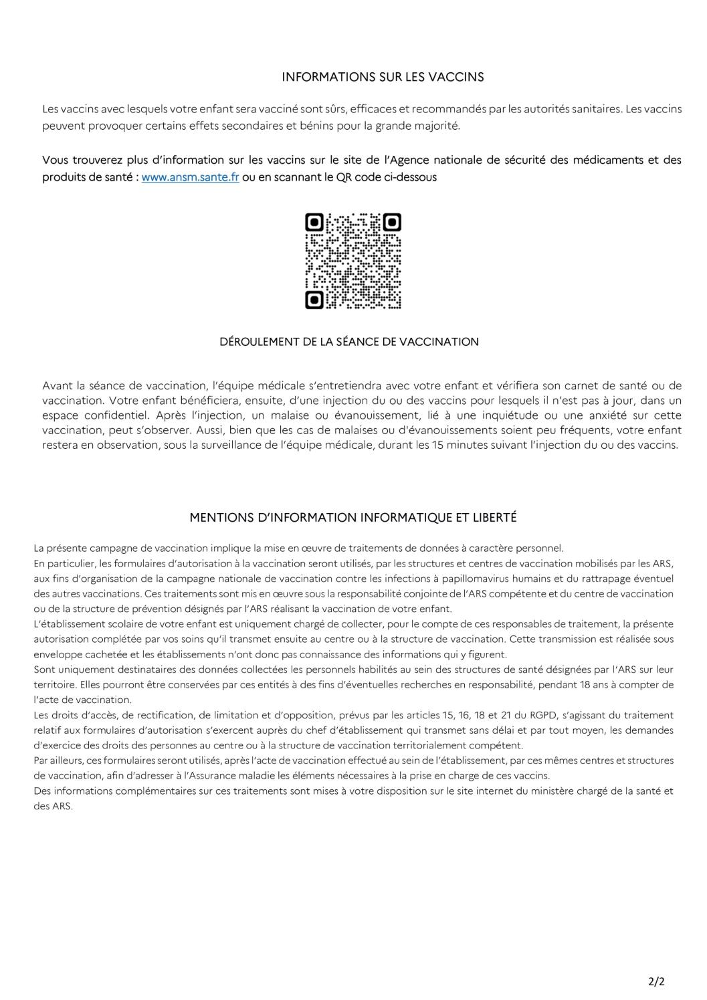 INFORMATIONS SUR LES VACCINS
Les vaccins avec lesquels votre enfant sera vacciné sont sûrs, efficaces et recommandés par les autorités sanitaires. Les vaccins
peuvent provoquer certains effets secondaires et bénins pour la grande majorité.
Vous trouverez plus d’information sur les vaccins sur le site de l’Agence nationale de sécurité des médicaments et des
produits de santé : www.ansm.sante.fr ou en scannant le QR code ci-dessous
DÉROULEMENT DE LA SÉANCE DE VACCINATION
Avant la séance de vaccination, l’équipe médicale s’entretiendra avec votre enfant et vérifiera son carnet de santé ou de
vaccination. Votre enfant bénéficiera, ensuite, d’une injection du ou des vaccins pour lesquels il n’est pas à jour, dans un
espace confidentiel. Après l’injection, un malaise ou évanouissement, lié à une inquiétude ou une anxiété sur cette
vaccination, peut s’observer. Aussi, bien que les cas de malaises ou d'évanouissements soient peu fréquents, votre enfant
restera en observation, sous la surveillance de l’équipe médicale, durant les 15 minutes suivant l’injection du ou des vaccins.
MENTIONS D’INFORMATION INFORMATIQUE ET LIBERTÉ
La présente campagne de vaccination implique la mise en œuvre de traitements de données à caractère personnel.
En particulier, les formulaires d’autorisation à la vaccination seront utilisés, par les structures et centres de vaccination mobilisés par les ARS,
aux fins d’organisation de la campagne nationale de vaccination contre les infections à papillomavirus humains et du rattrapage éventuel
des autres vaccinations. Ces traitements sont mis en œuvre sous la responsabilité conjointe de l’ARS compétente et du centre de vaccination
ou de la structure de prévention désignés par l’ARS réalisant la vaccination de votre enfant.
L’établissement scolaire de votre enfant est uniquement chargé de collecter, pour le compte de ces responsables de traitement, la présente
autorisation complétée par vos soins qu’il transmet ensuite au centre ou à la structure de vaccination. Cette transmission est réalisée sous
enveloppe cachetée et les établissements n’ont donc pas connaissance des informations qui y figurent.
Sont uniquement destinataires des données collectées les personnels habilités au sein des structures de santé désignées par l’ARS sur leur
territoire. Elles pourront être conservées par ces entités à des fins d’éventuelles recherches en responsabilité, pendant 18 ans à compter de
l’acte de vaccination.
Les droits d’accès, de rectification, de limitation et d’opposition, prévus par les articles 15, 16, 18 et 21 du RGPD, s’agissant du traitement
relatif aux formulaires d’autorisation s’exercent auprès du chef d’établissement qui transmet sans délai et par tout moyen, les demandes
d’exercice des droits des personnes au centre ou à la structure de vaccination territorialement compétent.
Par ailleurs, ces formulaires seront utilisés, après l’acte de vaccination effectué au sein de l’établissement, par ces mêmes centres et structures
de vaccination, afin d’adresser à l’Assurance maladie les éléments nécessaires à la prise en charge de ces vaccins.
Des informations complémentaires sur ces traitements sont mises à votre disposition sur le site internet du ministère chargé de la santé et
des ARS.
2/2